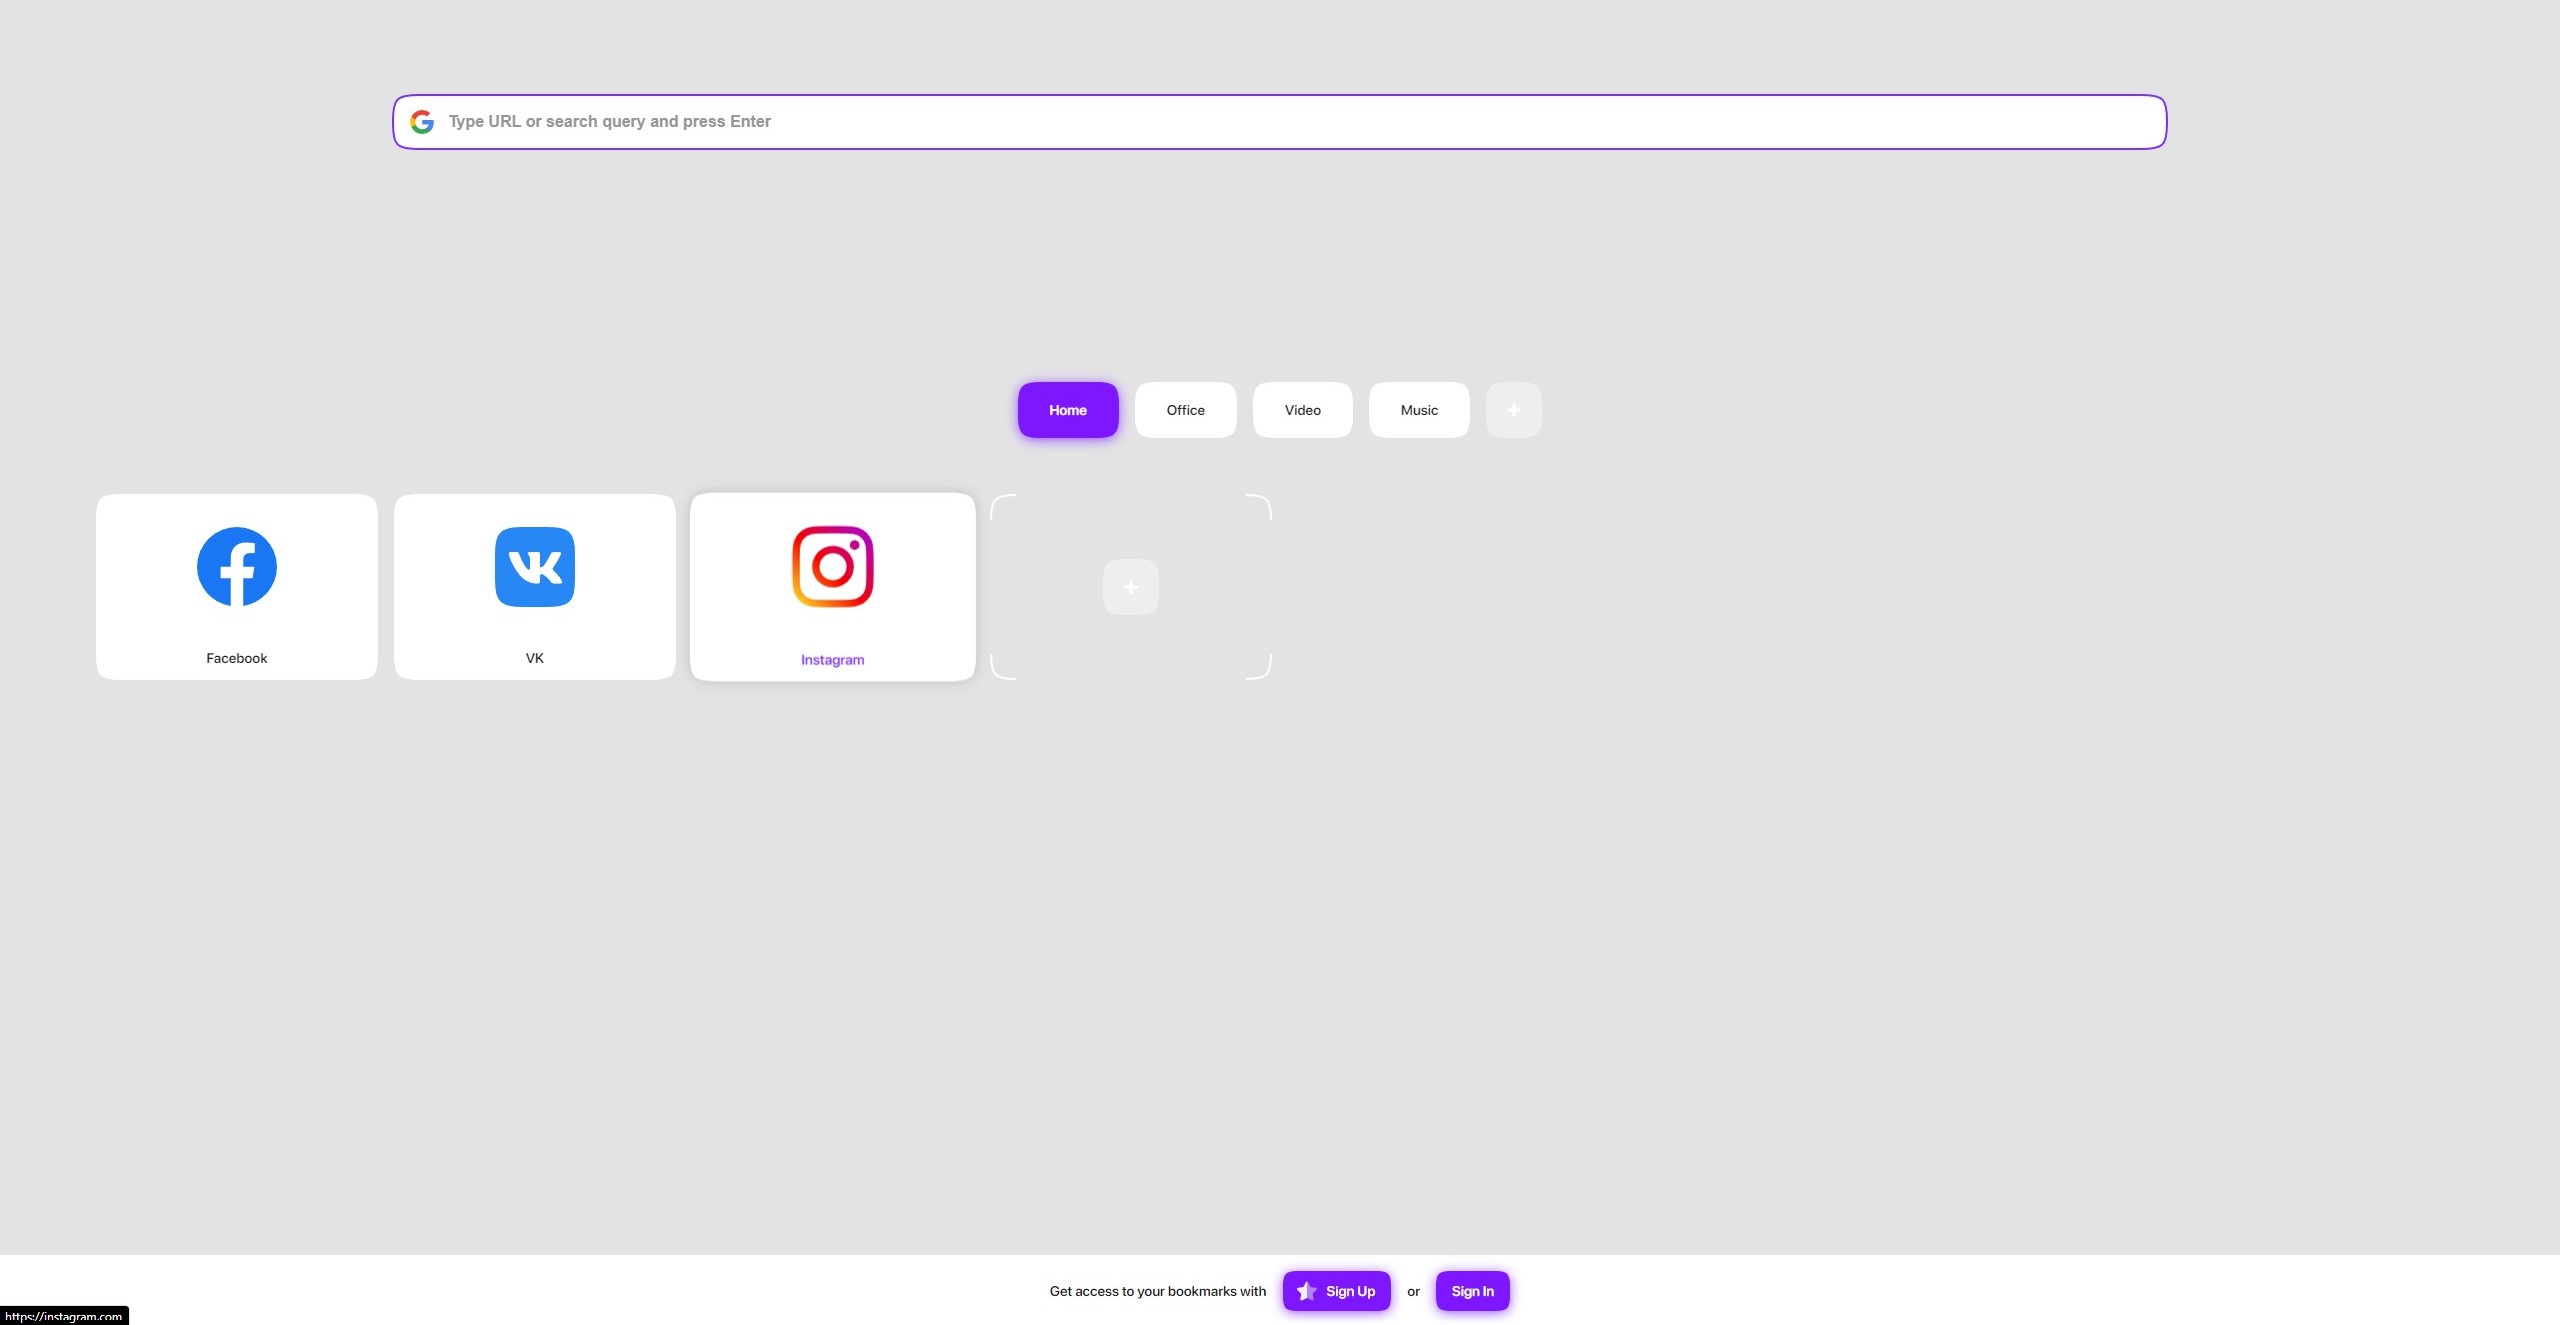 Type URL or search query and press Enter
Home
Office
Video
Music
Facebook
VK
Instagram
Get access to your bookmarks with
Sign Up
or
Sign In
https://instagram.com